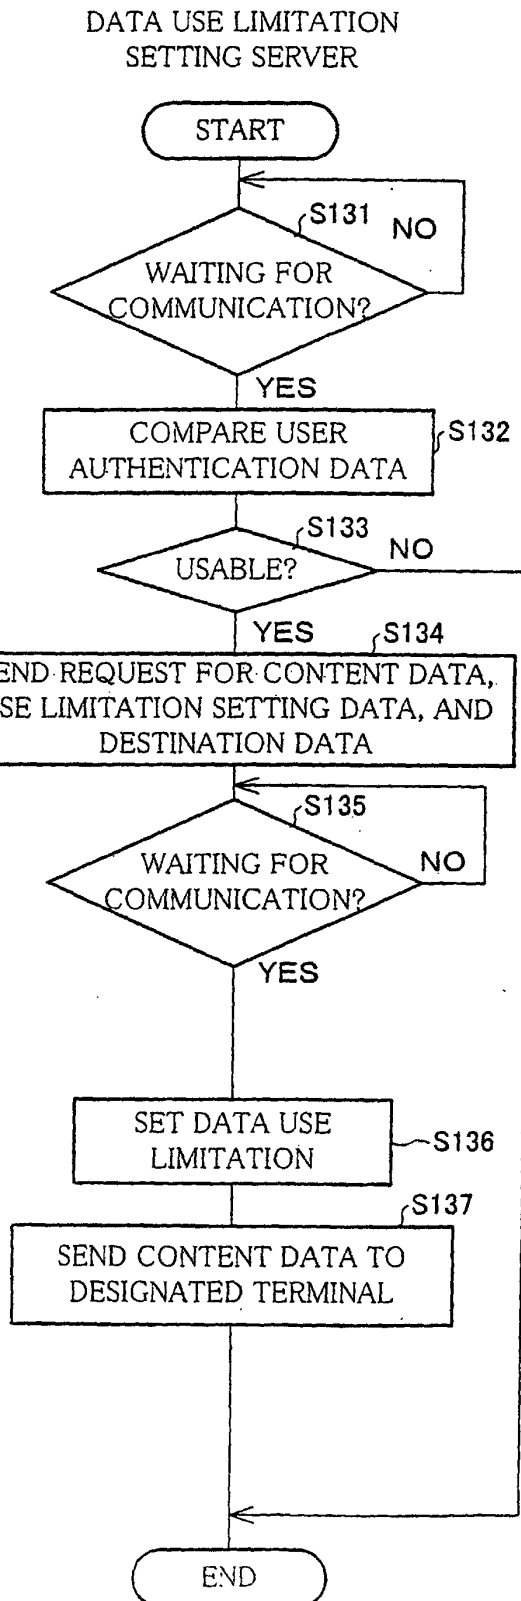 DATA USE LIMITATION
SETTING SERVER
START
S131
NO
WAITING FOR
COMMUNICATION?
YES
COMPARE USER
AUTHENTICATION DATA
S132
S133
NO
USABLE?
YES
S134
END REQUEST FOR CONTENT DATA,
SE LIMITATION SETTING DATA, AND
DESTINATION DATA
S135
WAITING FOR
COMMUNICATION?
NO
YES
SET DATA USE
LIMITATION
S136
S137
SEND CONTENT DATA TO
DESIGNATED TERMINAL
END